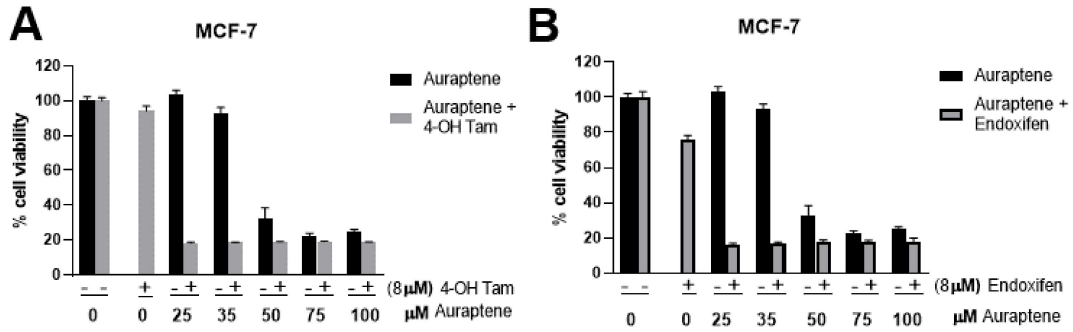 A
MCF-7
% cell viability
120
100
80
60
40
20
0
Auraptene
Auraptene +
4-OH Tam
- - + - + - + - + - + - + (8μM) 4-OH Tam
0 0 25 35 50 75 100 μM Auraptene
B
MCF-7
% cell viability
120
100
80
60
40
20
0
Auraptene
Auraptene +
Endoxifen
- - + - + - + - + - + - + (8μM) Endoxifen
0 0 25 35 50 75 100 μM Auraptene